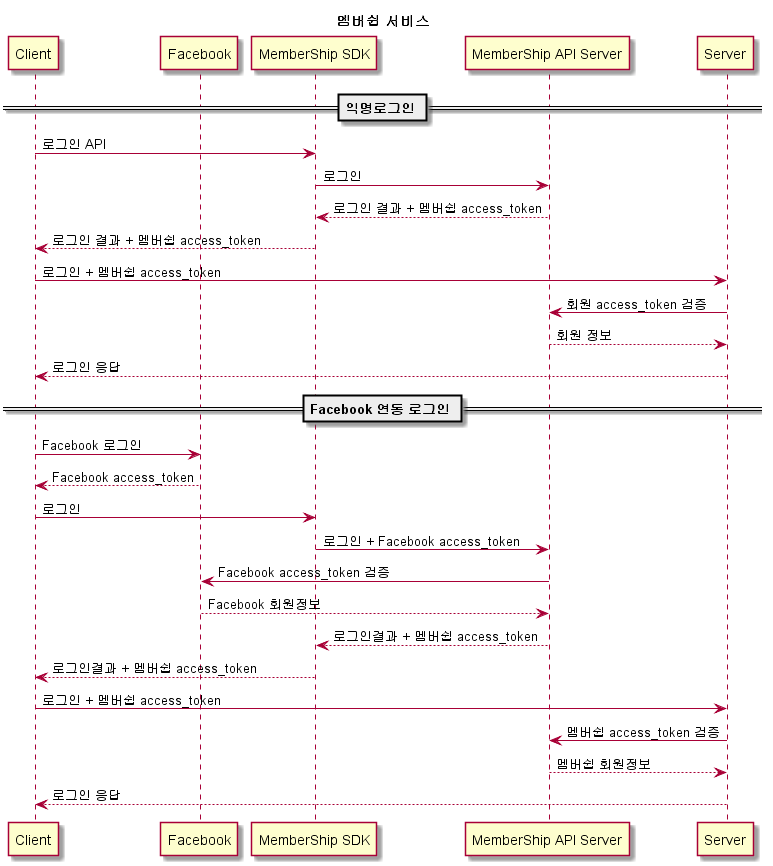 멤버쉽 서비스
Client Facebook MemberShip SDK MemberShip API Server Server
익명로그인
로그인 API
로그인
로그인 결과 + 멤버쉽 access_token
로그인 결과 + 멤버쉽 access_token
로그인 + 멤버쉽 access_token
회원 access_token 검증
회원 정보
로그인 응답
Facebook 연동 로그인
Facebook 로그인
Facebook access_token
로그인
로그인 + Facebook access_token
Facebook access_token 검증
Facebook 회원정보
로그인결과 + 멤버쉽 access_token
로그인결과 + 멤버쉽 access_token
로그인 + 멤버쉽 access_token
멤버쉽 access_token 검증
멤버쉽 회원정보
로그인 응답
Client Facebook MemberShip SDK MemberShip API Server Server